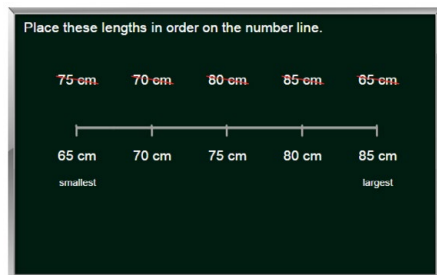 Place these lengths in order on the number line.
75 cm 70 cm 80 cm 85 cm 65 cm
65 cm 70 cm 75 cm 80 cm 85 cm
smallest largest